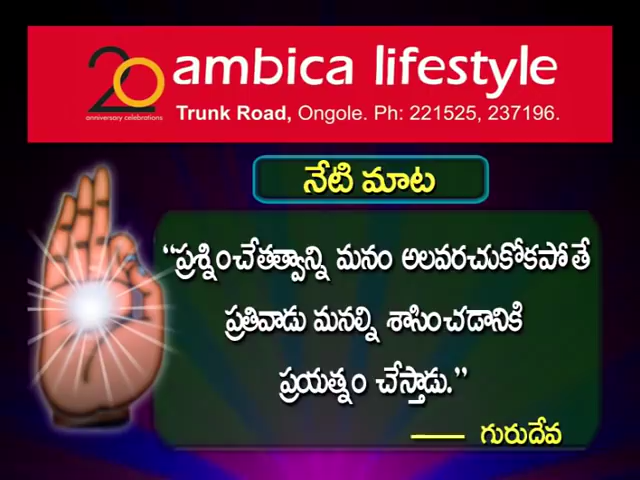 20 ambica lifestyle
anniversary celebrations
Trunk Road, Ongole. Ph: 221525, 237196.
నేటి మాట
“ప్రశ్నించేతత్వాన్ని మనం అలవరచుకోకపోతే
ప్రతివాడు మనల్ని శాసించడానికి
ప్రయత్నం చేస్తాడు.”
—— గురుదేవ